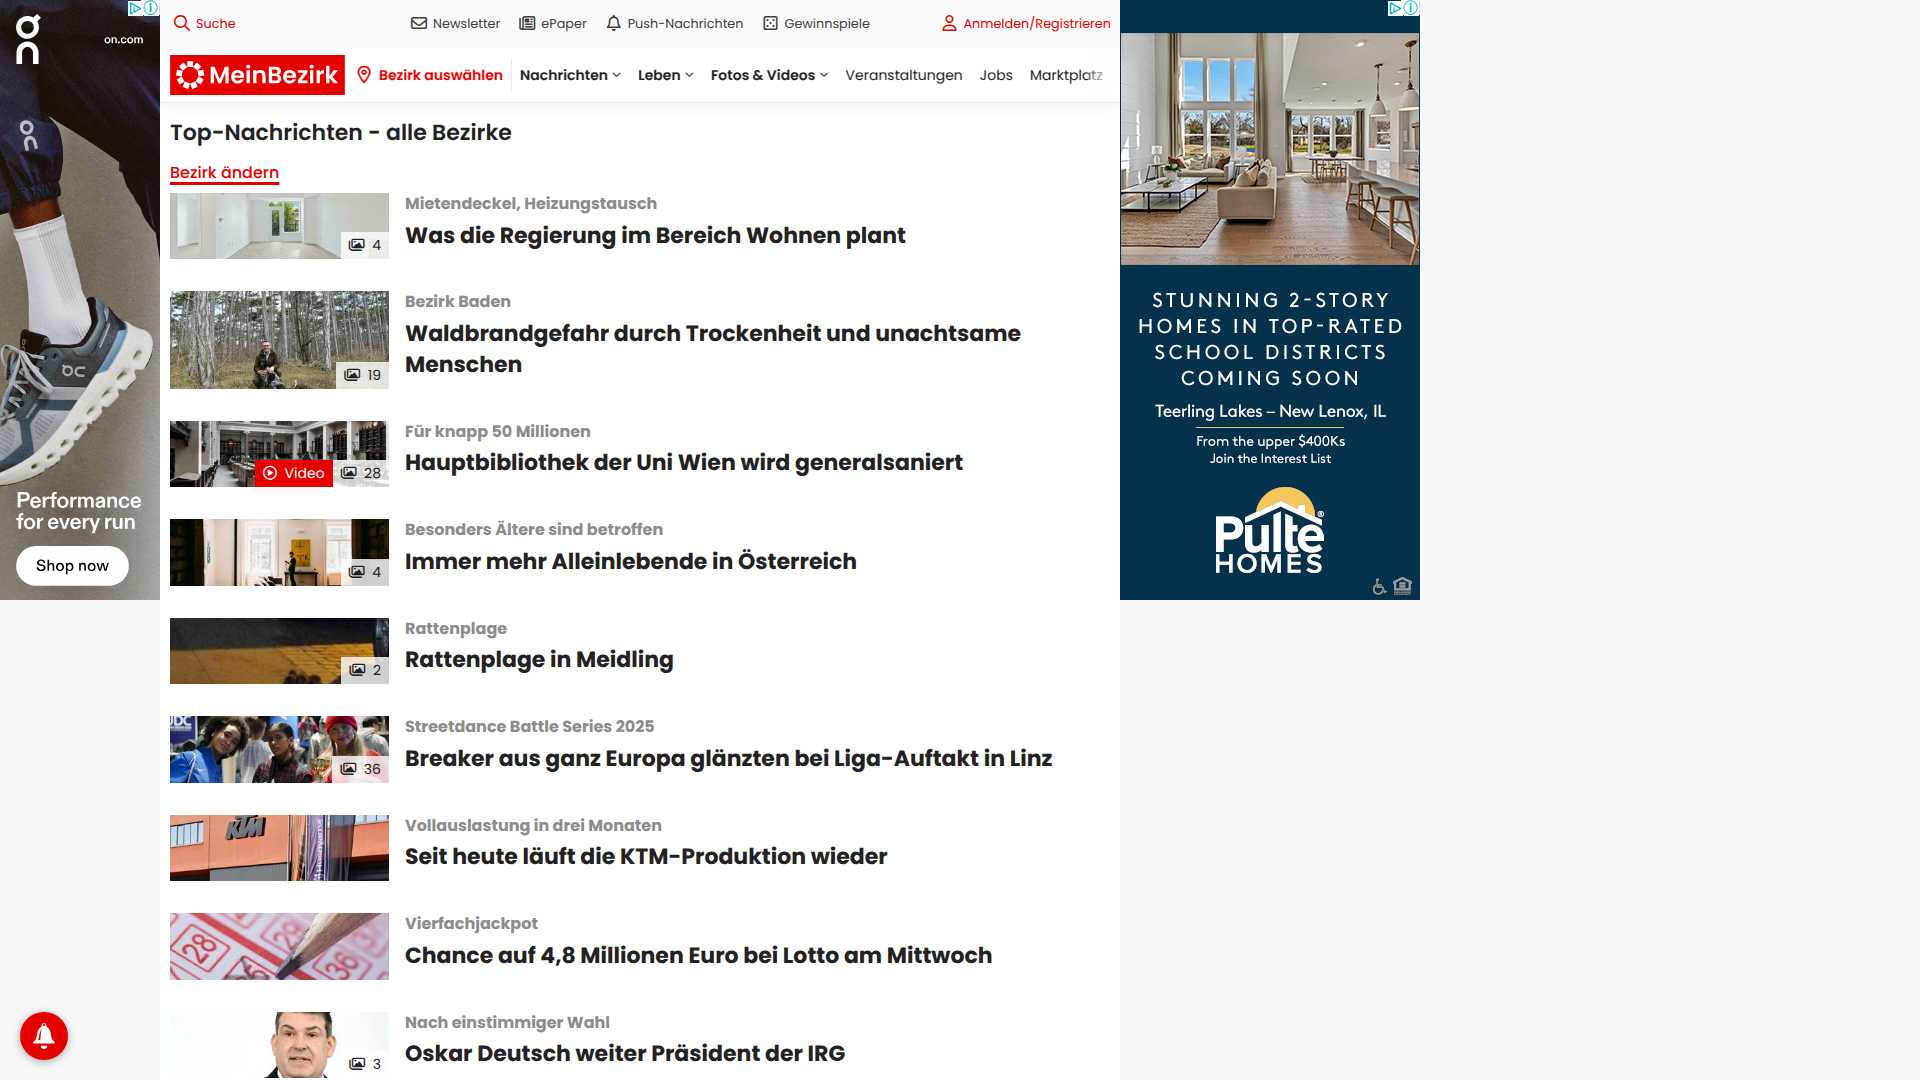 on.com
Performance
for every run
Shop now
Suche
Newsletter
ePaper
Push-Nachrichten
Gewinnspiele
Anmelden/Registrieren
MeinBezirk
Bezirk auswählen
Nachrichten
Leben
Fotos & Videos
Veranstaltungen
Jobs
Marktplatz
Top-Nachrichten - alle Bezirke
Bezirk ändern
4
Mietendeckel, Heizungstausch
Was die Regierung im Bereich Wohnen plant
19
Bezirk Baden
Waldbrandgefahr durch Trockenheit und unachtsame
Menschen
Video
28
Für knapp 50 Millionen
Hauptbibliothek der Uni Wien wird generalsaniert
4
Besonders Ältere sind betroffen
Immer mehr Alleinlebende in Österreich
2
Rattenplage
Rattenplage in Meidling
36
Streetdance Battle Series 2025
Breaker aus ganz Europa glänzten bei Liga-Auftakt in Linz
KTM
Vollauslastung in drei Monaten
Seit heute läuft die KTM-Produktion wieder
28
29
36
Vierfachjackpot
Chance auf 4,8 Millionen Euro bei Lotto am Mittwoch
3
Nach einstimmiger Wahl
Oskar Deutsch weiter Präsident der IRG
STUNNING 2-STORY
HOMES IN TOP-RATED
SCHOOL DISTRICTS
COMING SOON
Teerling Lakes – New Lenox, IL
From the upper $400Ks
Join the Interest List
Pulte®
HOMES